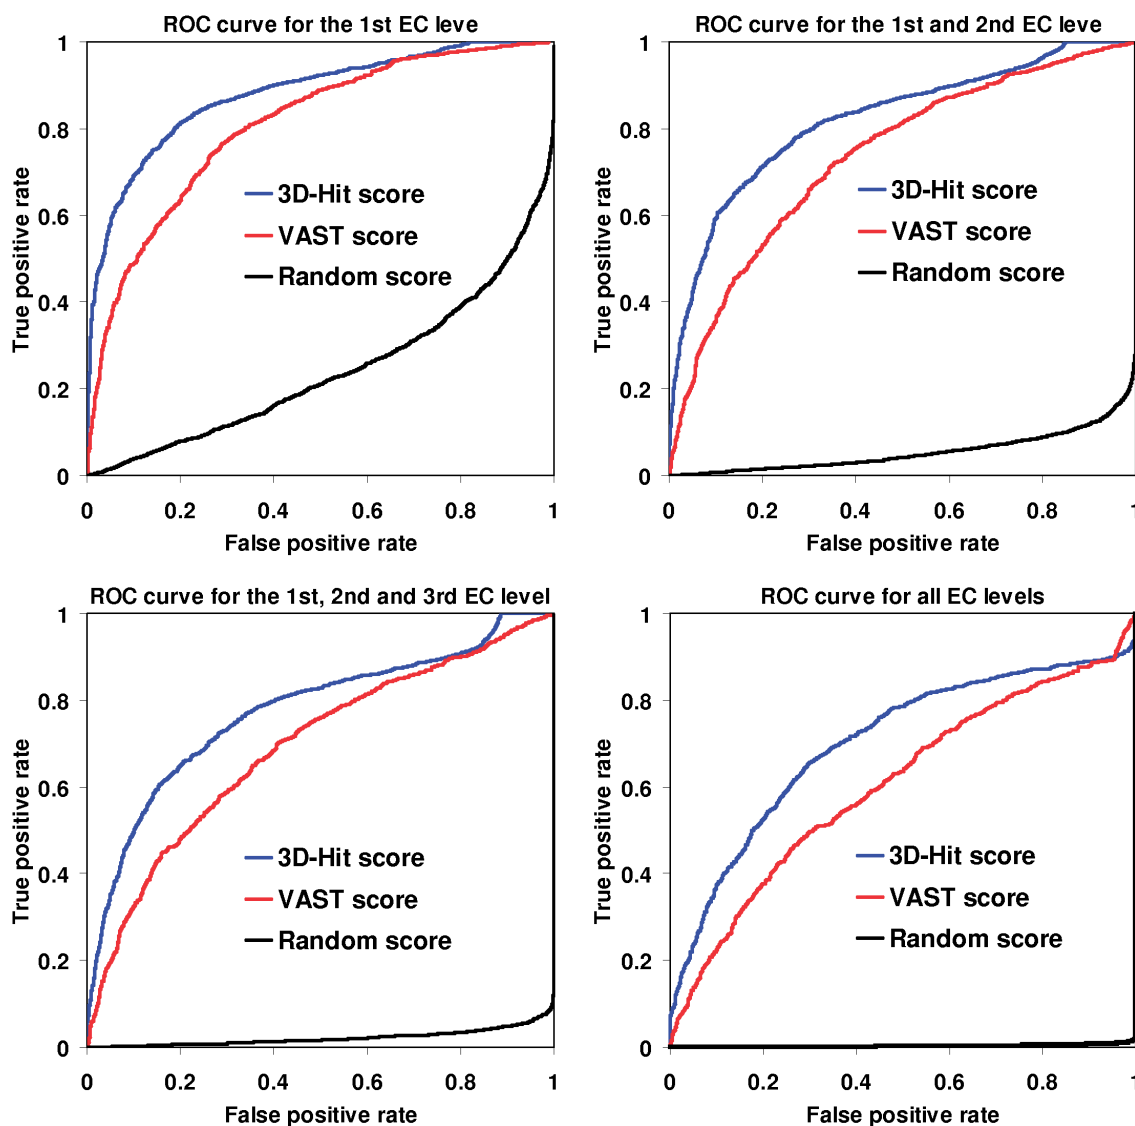 ROC curve for the 1st EC leve
1
0.8
0.6
0.4
0.2
0
True positive rate
3D-Hit score
VAST score
Random score
0 0.2 0.4 0.6 0.8 1
False positive rate
ROC curve for the 1st and 2nd EC leve
1
0.8
0.6
0.4
0.2
0
True positive rate
3D-Hit score
VAST score
Random score
0 0.2 0.4 0.6 0.8 1
False positive rate
ROC curve for the 1st, 2nd and 3rd EC level
1
0.8
0.6
0.4
0.2
0
True positive rate
3D-Hit score
VAST score
Random score
0 0.2 0.4 0.6 0.8 1
False positive rate
ROC curve for all EC levels
1
0.8
0.6
0.4
0.2
0
True positive rate
3D-Hit score
VAST score
Random score
0 0.2 0.4 0.6 0.8 1
False positive rate